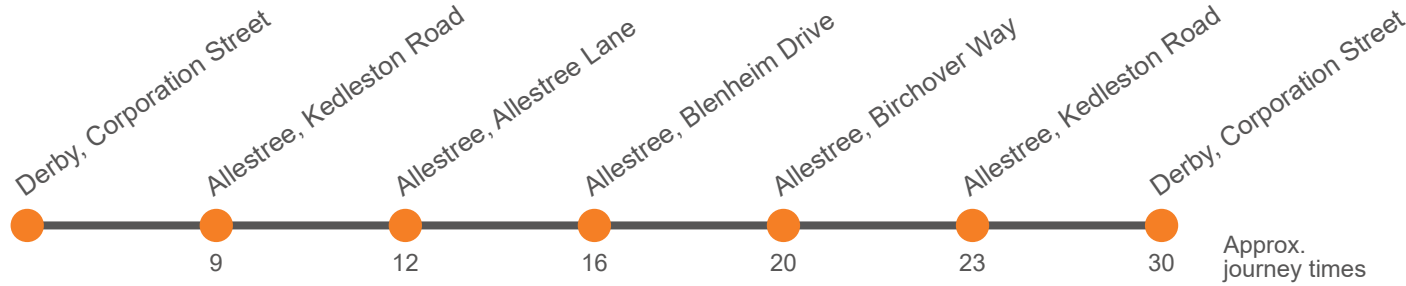 Derby, Corporation Street
Allestree, Kedleston Road
Allestree, Allestree Lane
Allestree, Blenheim Drive
Allestree, Birchover Way
Allestree, Kedleston Road
Derby, Corporation Street
9
12
16
20
23
30
Approx.
journey times